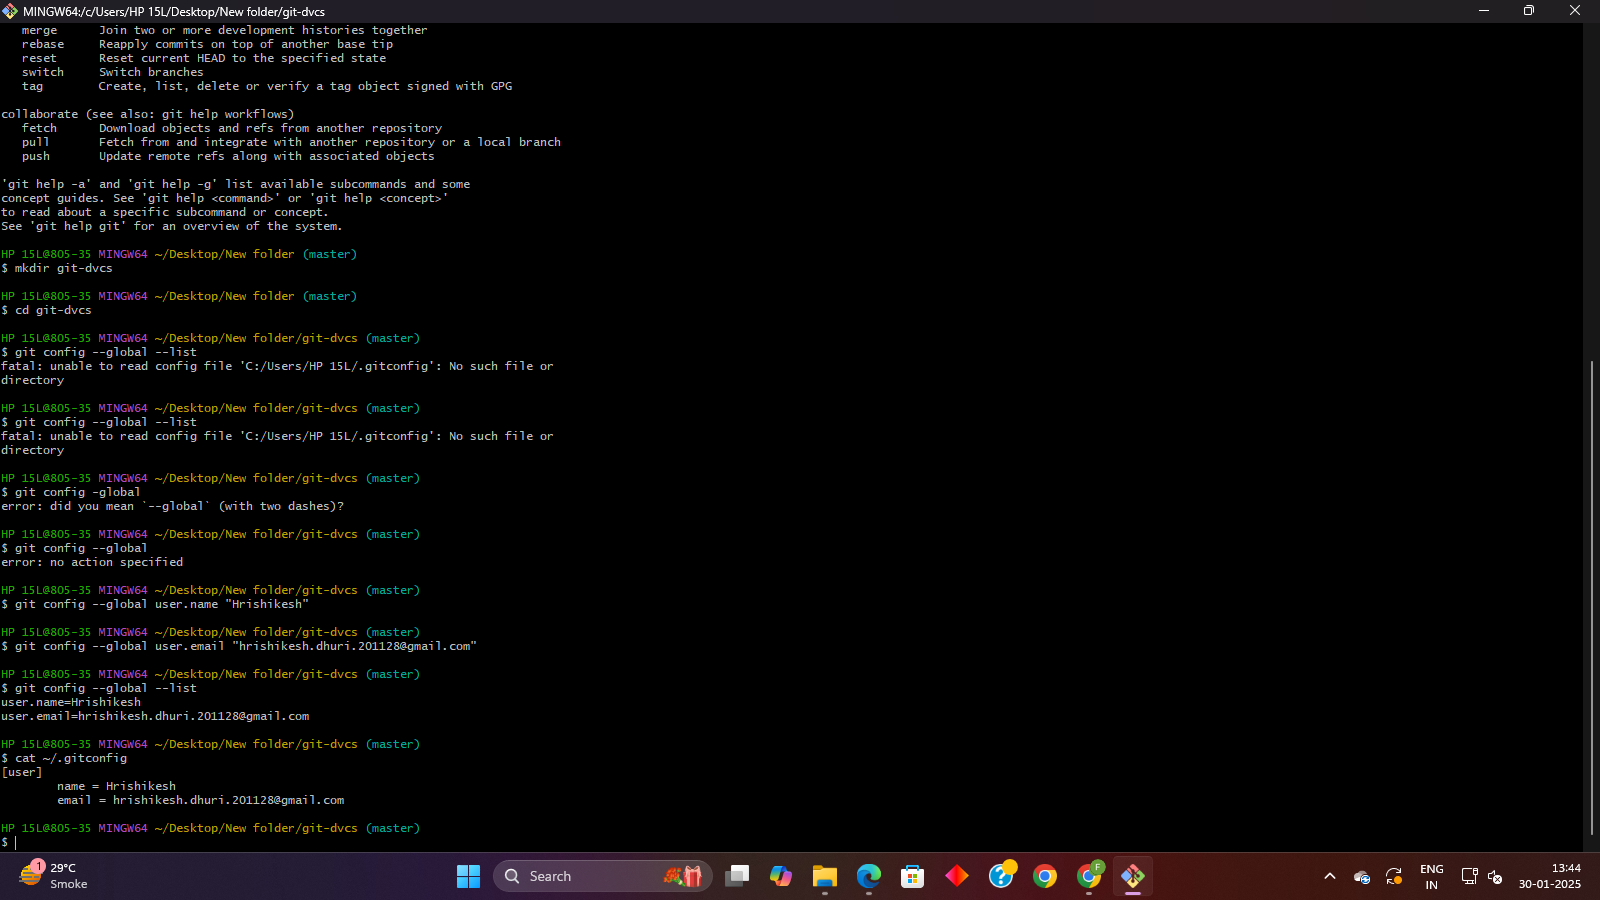 MINGW64:/c/Users/HP 15L/Desktop/New folder/git-dvcs
merge      Join two or more development histories together
rebase     Reapply commits on top of another base tip
reset      Reset current HEAD to the specified state
switch     Switch branches
tag        Create, list, delete or verify a tag object signed with GPG
collaborate (see also: git help workflows)
fetch      Download objects and refs from another repository
pull       Fetch from and integrate with another repository or a local branch
push       Update remote refs along with associated objects
'git help -a' and 'git help -g' list available subcommands and some
concept guides. See 'git help <command>' or 'git help <concept>'
to read about a specific subcommand or concept.
See 'git help git' for an overview of the system.
HP 15L@805-35 MINGW64 ~/Desktop/New folder (master)
$ mkdir git-dvcs
HP 15L@805-35 MINGW64 ~/Desktop/New folder (master)
$ cd git-dvcs
HP 15L@805-35 MINGW64 ~/Desktop/New folder/git-dvcs (master)
$ git config --global --list
fatal: unable to read config file 'C:/Users/HP 15L/.gitconfig': No such file or
directory
HP 15L@805-35 MINGW64 ~/Desktop/New folder/git-dvcs (master)
$ git config --global --list
fatal: unable to read config file 'C:/Users/HP 15L/.gitconfig': No such file or
directory
HP 15L@805-35 MINGW64 ~/Desktop/New folder/git-dvcs (master)
$ git config -global
error: did you mean `--global` (with two dashes)?
HP 15L@805-35 MINGW64 ~/Desktop/New folder/git-dvcs (master)
$ git config --global
error: no action specified
HP 15L@805-35 MINGW64 ~/Desktop/New folder/git-dvcs (master)
$ git config --global user.name "Hrishikesh"
HP 15L@805-35 MINGW64 ~/Desktop/New folder/git-dvcs (master)
$ git config --global user.email "hrishikesh.dhuri.201128@gmail.com"
HP 15L@805-35 MINGW64 ~/Desktop/New folder/git-dvcs (master)
$ git config --global --list
user.name=Hrishikesh
user.email=hrishikesh.dhuri.201128@gmail.com
HP 15L@805-35 MINGW64 ~/Desktop/New folder/git-dvcs (master)
$ cat ~/.gitconfig
[user]
name = Hrishikesh
email = hrishikesh.dhuri.201128@gmail.com
HP 15L@805-35 MINGW64 ~/Desktop/New folder/git-dvcs (master)
$
1
29°C
Smoke
Search
F
ENG
IN
13:44
30-01-2025